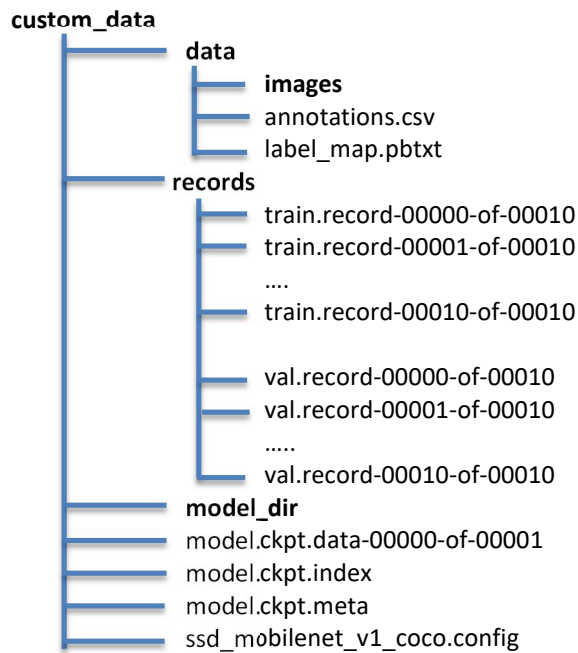 custom_data
data
images
annotations.csv
label_map.pbtxt
records
train.record-00000-of-00010
train.record-00001-of-00010
....
train.record-00010-of-00010
val.record-00000-of-00010
val.record-00001-of-00010
.....
val.record-00010-of-00010
model_dir
model.ckpt.data-00000-of-00001
model.ckpt.index
model.ckpt.meta
ssd_mobilenet_v1_coco.config